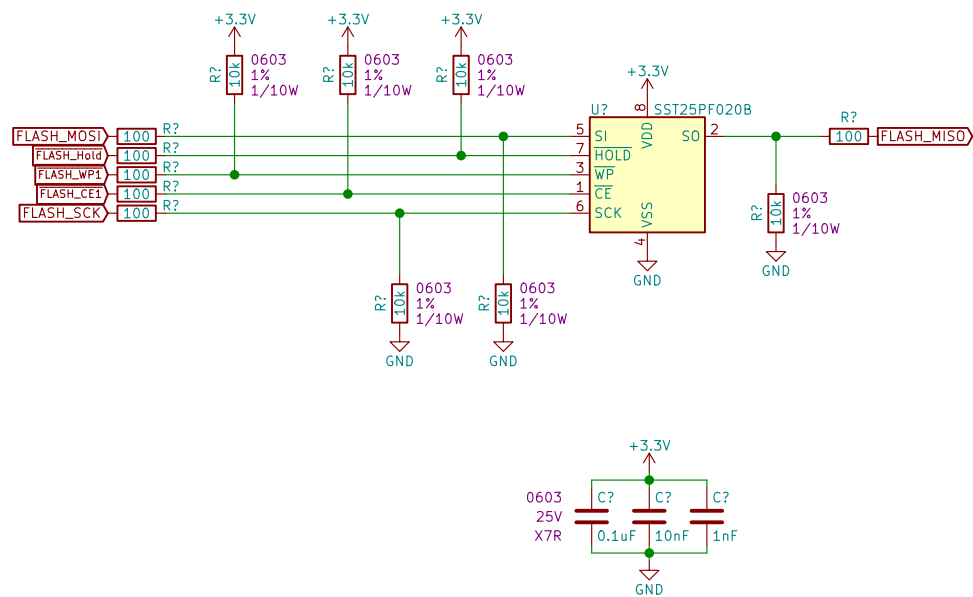 +3.3V
+3.3V
+3.3V
R?
10k
0603
1%
1/10W
R?
10k
0603
1%
1/10W
R?
10k
0603
1%
1/10W
+3.3V
U?
SST25PF020B
8
VDD
FLASH_MOSI
100
R?
5
SI
SO
2
R?
100
FLASH_MISO
FLASH_Hold
100
R?
7
HOLD
FLASH_WP1
100
R?
3
WP
FLASH_CE1
100
R?
1
CE
FLASH_SCK
100
R?
6
SCK
VSS
4
GND
R?
10k
0603
1%
1/10W
GND
R?
10k
0603
1%
1/10W
GND
R?
10k
0603
1%
1/10W
GND
+3.3V
0603
25V
X7R
C?
0.1uF
C?
10nF
C?
1nF
GND